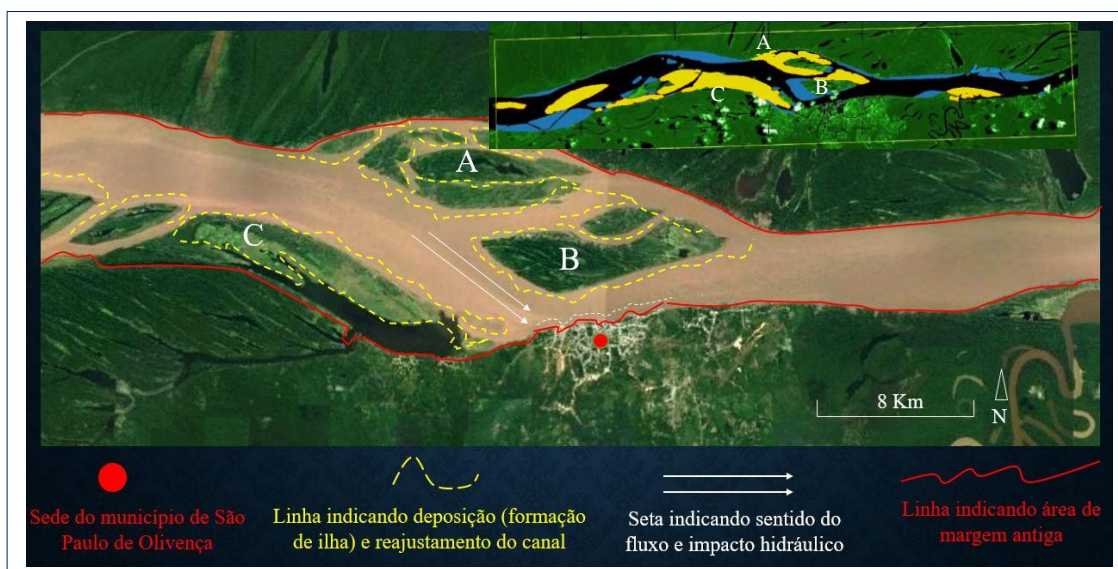 A
B
C
A
C
B
8 Km
N
Sede do município de São
Paulo de Olivença
Linha indicando deposição (formação
de ilha) e reajustamento do canal
Seta indicando sentido do
fluxo e impacto hidráulico
Linha indicando área de
margem antiga